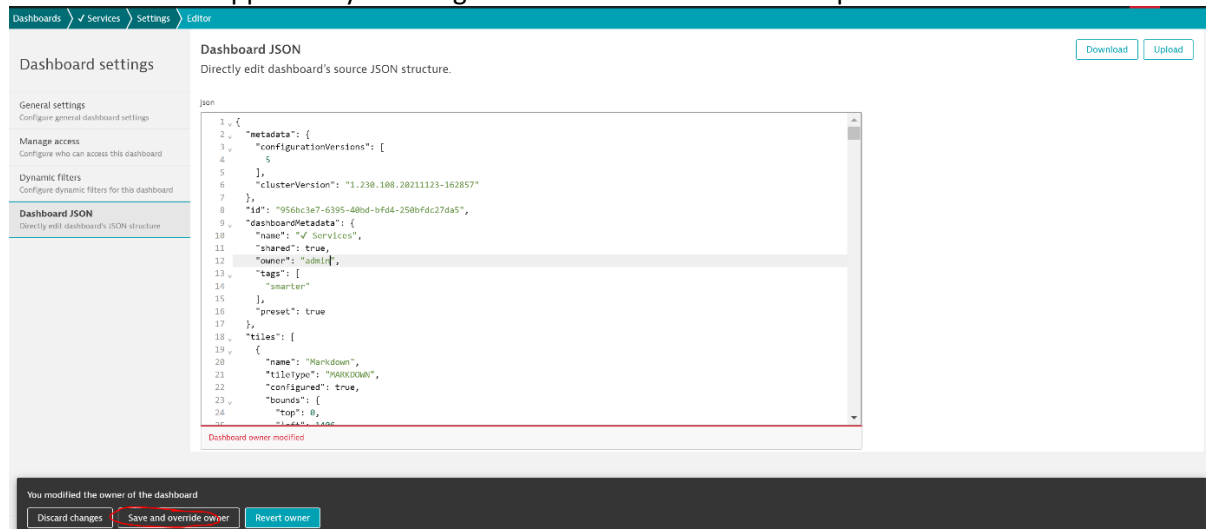 Dashboards ✓ Services Settings Editor
Dashboard settings
General settings
Configure general dashboard settings
Manage access
Configure who can access this dashboard
Dynamic filters
Configure dynamic filters for this dashboard
Dashboard JSON
Directly edit dashboard's JSON structure
Dashboard JSON
Directly edit dashboard's source JSON structure.
Download Upload
json
1 {
2 "metadata": {
3 "configurationVersions": [
4 5
5 ],
6 "clusterVersion": "1.230.108.20211123-162857"
7 },
8 "id": "956bc3e7-6395-40bd-bfd4-250bfdc27da5",
9 "dashboardMetadata": {
10 "name": "✓ Services",
11 "shared": true,
12 "owner": "admin",
13 "tags": [
14 "smarter"
15 ],
16 "preset": true
17 },
18 "tiles": [
19 {
20 "name": "Markdown",
21 "tileType": "MARKDOWN",
22 "configured": true,
23 "bounds": {
24 "top": 0,
Dashboard owner modified
You modified the owner of the dashboard
Discard changes Save and override owner Revert owner